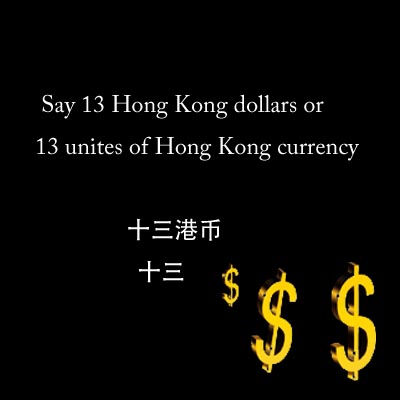 Say 13 Hong Kong dollars or
13 unites of Hong Kong currency
十三港币
十三
$ $ $